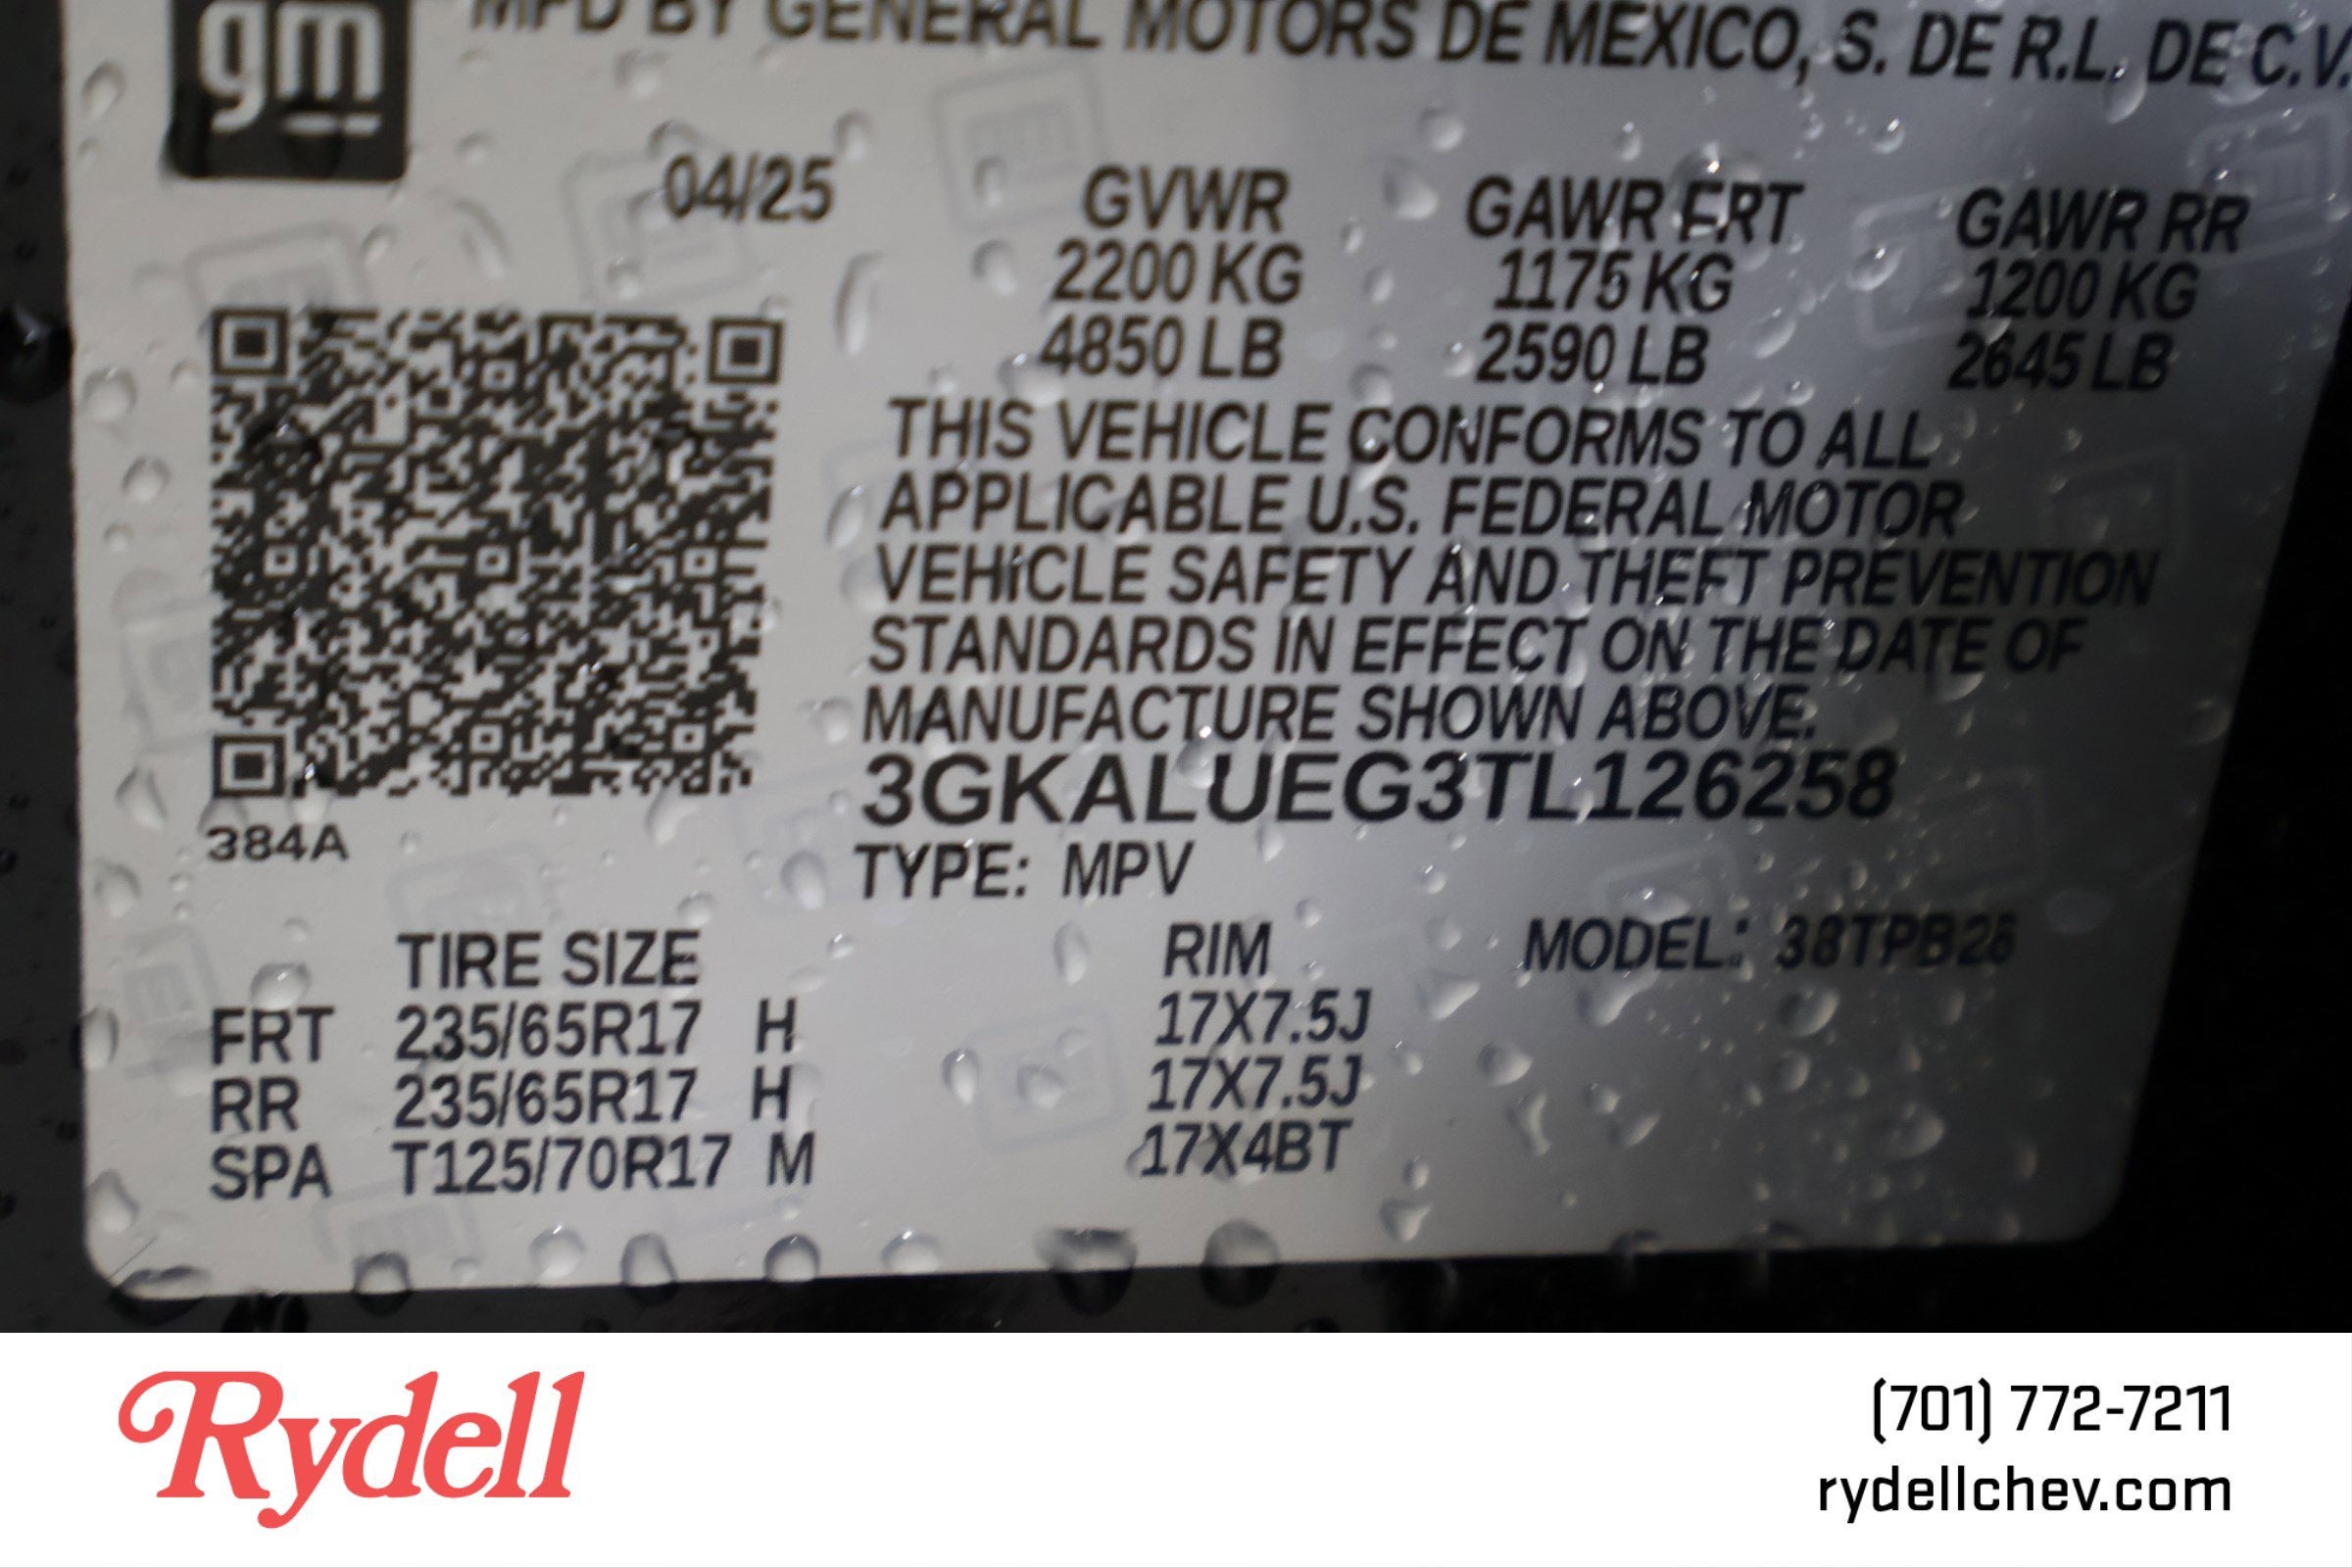 gm
MFD BY GENERAL MOTORS DE MEXICO, S. DE R.L. DE C.V.
04/25
GVWR GAWR FRT GAWR RR
2200 KG 1175 KG 1200 KG
4850 LB 2590 LB 2645 LB
THIS VEHICLE CONFORMS TO ALL
APPLICABLE U.S. FEDERAL MOTOR
VEHICLE SAFETY AND THEFT PREVENTION
STANDARDS IN EFFECT ON THE DATE OF
MANUFACTURE SHOWN ABOVE.
3GKALUEG3TL126258
384A
TYPE: MPV
TIRE SIZE RIM MODEL: 38TPB26
FRT 235/65R17 H 17X7.5J
RR 235/65R17 H 17X7.5J
SPA T125/70R17 M 17X4BT
Rydell
(701) 772-7211
rydellchev.com